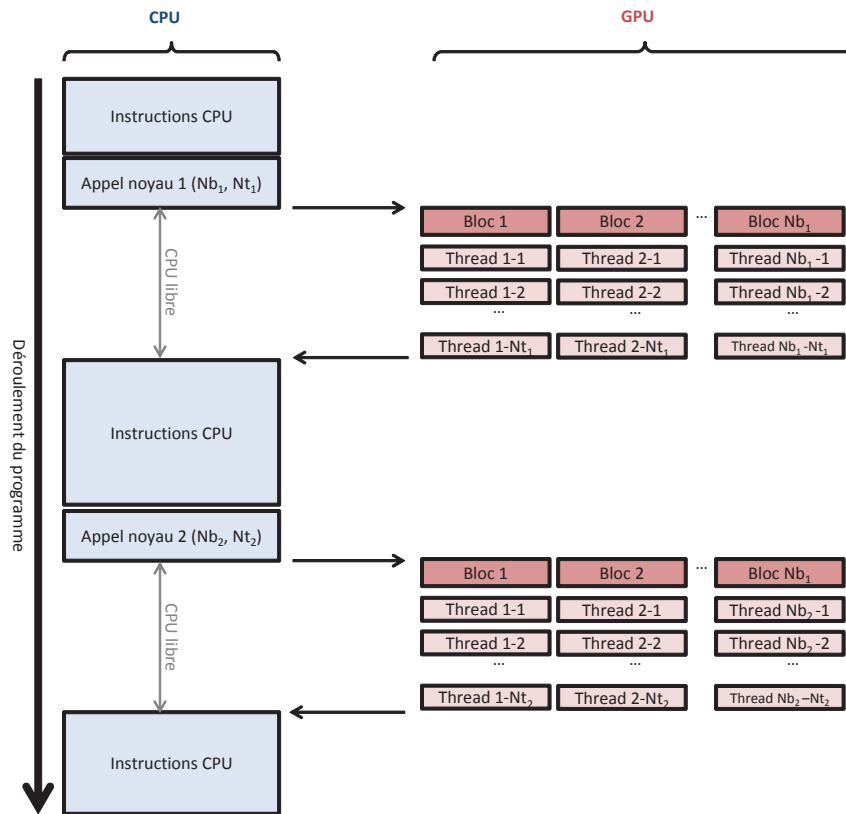 CPU
GPU
Déroulement du programme
Instructions CPU
Appel noyau 1 (Nb₁, Nt₁)
CPU libre
Bloc 1
Bloc 2
...
Bloc Nb₁
Thread 1-1
Thread 2-1
Thread Nb₁-1
Thread 1-2
Thread 2-2
Thread Nb₁-2
...
...
...
Thread 1-Nt₁
Thread 2-Nt₁
Thread Nb₁-Nt₁
Instructions CPU
Appel noyau 2 (Nb₂, Nt₂)
CPU libre
Bloc 1
Bloc 2
...
Bloc Nb₁
Thread 1-1
Thread 2-1
Thread Nb₂-1
Thread 1-2
Thread 2-2
Thread Nb₂-2
...
...
...
Thread 1-Nt₂
Thread 2-Nt₂
Thread Nb₂–Nt₂
Instructions CPU